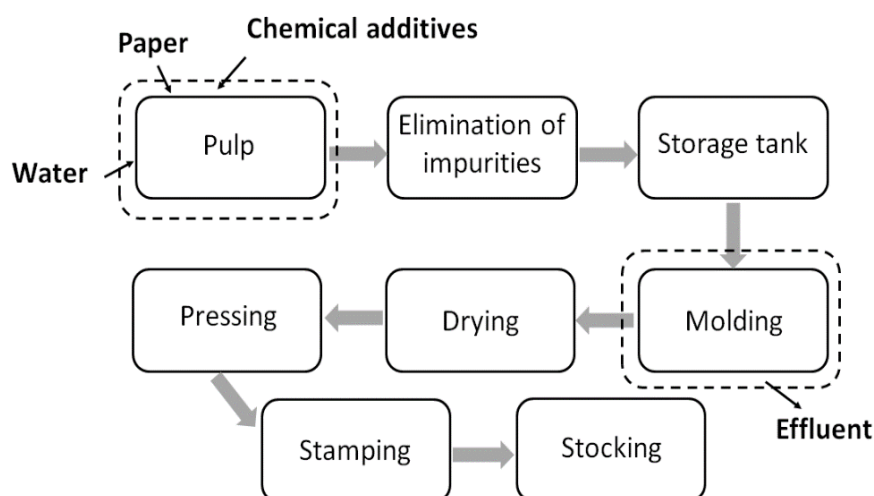 Chemical additives
Paper
Water
Pulp
Elimination of
impurities
Storage tank
Pressing
Drying
Molding
Effluent
Stamping
Stocking